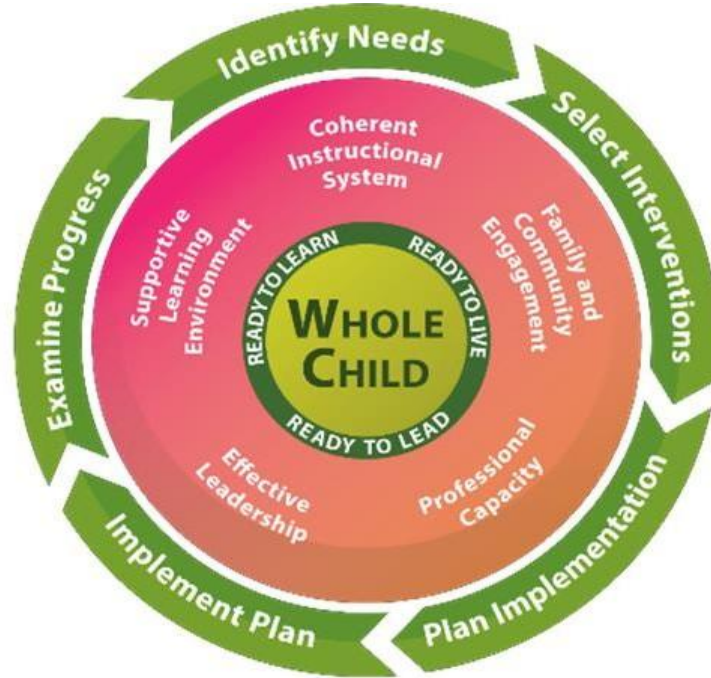 Identify Needs
Select Interventions
Plan Implementation
Implement Plan
Examine Progress
Coherent
Instructional
System
Family and
Community
Engagement
Professional
Capacity
Effective
Leadership
Supportive
Learning
Environment
READY TO LEARN
READY TO LIVE
READY TO LEAD
WHOLE
CHILD